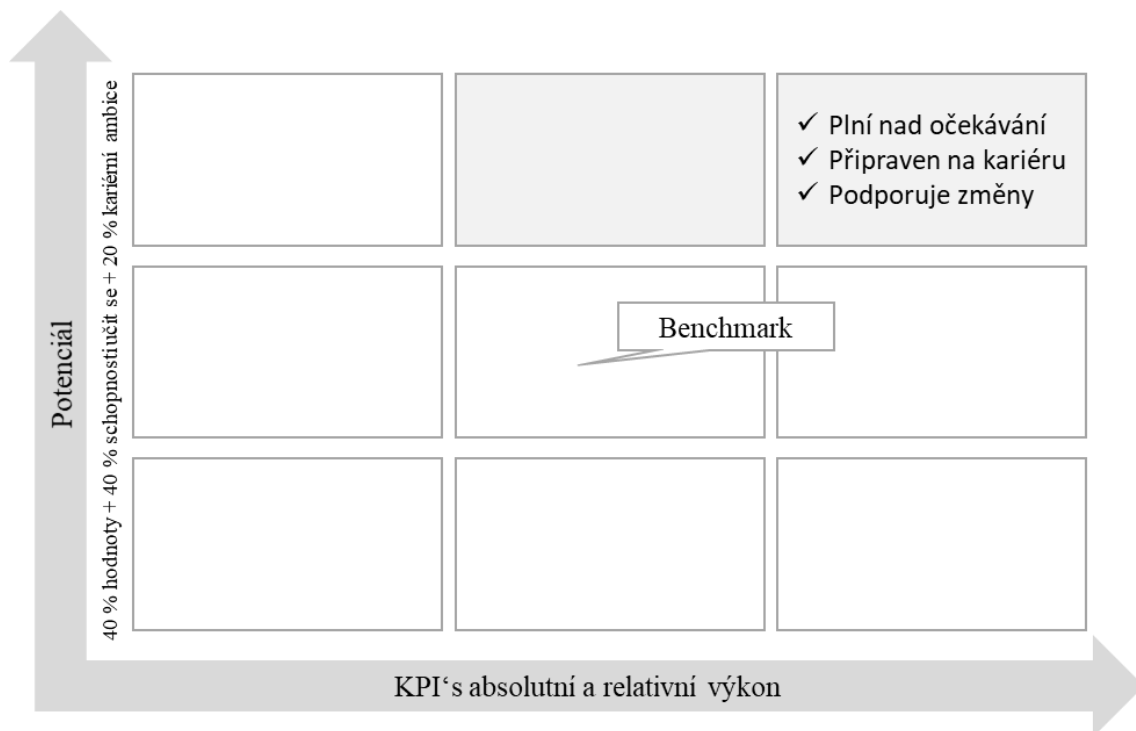 Potenciál
40 % hodnoty + 40 % schopnosti učit se + 20 % kariérní ambice
✓ Plní nad očekávání
✓ Připraven na kariéru
✓ Podporuje změny
Benchmark
KPI‘s absolutní a relativní výkon